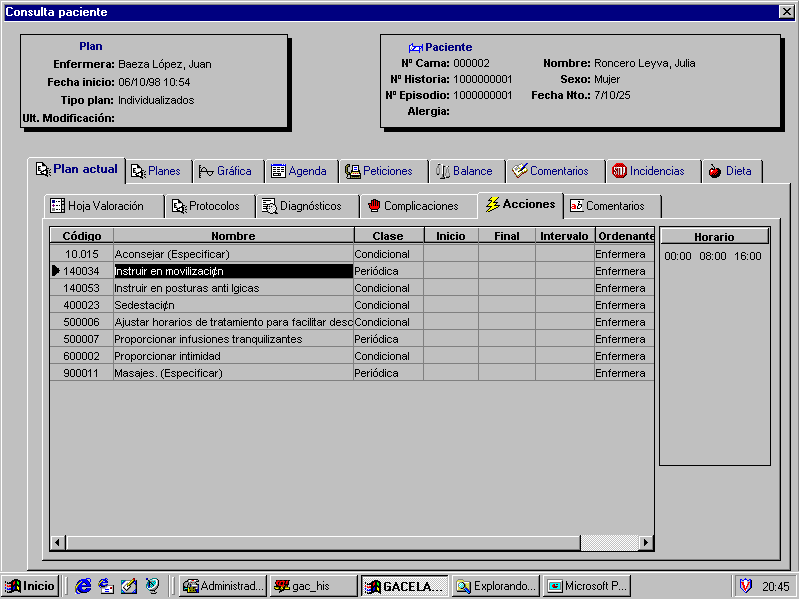 Consulta paciente
Plan
Enfermera: Baeza López, Juan
Fecha inicio: 06/10/98 10:54
Tipo plan: Individualizados
Ult. Modificación:
Paciente
Nº Cama: 000002 Nombre: Roncero Leyva, Julia
Nº Historia: 1000000001 Sexo: Mujer
Nº Episodio: 1000000001 Fecha Nto.: 7/10/25
Alergia:
Plan actual Planes Gráfica Agenda Peticiones Balance Comentarios Incidencias Dieta
Hoja Valoración Protocolos Diagnósticos Complicaciones Acciones Comentarios
Código Nombre Clase Inicio Final Intervalo Ordenante
10.015 Aconsejar (Especificar) Condicional Enfermera
140034 Instruir en movilizaci¢n Periódica Enfermera
140053 Instruir en posturas anti lgicas Condicional Enfermera
400023 Sedestaci¢n Condicional Enfermera
500006 Ajustar horarios de tratamiento para facilitar desc Condicional Enfermera
500007 Proporcionar infusiones tranquilizantes Periódica Enfermera
600002 Proporcionar intimidad Condicional Enfermera
900011 Masajes. (Especificar) Periódica Enfermera
Horario
00:00 08:00 16:00
Inicio Administrad... gac_his GACELA... Explorando... Microsoft P... 20:45